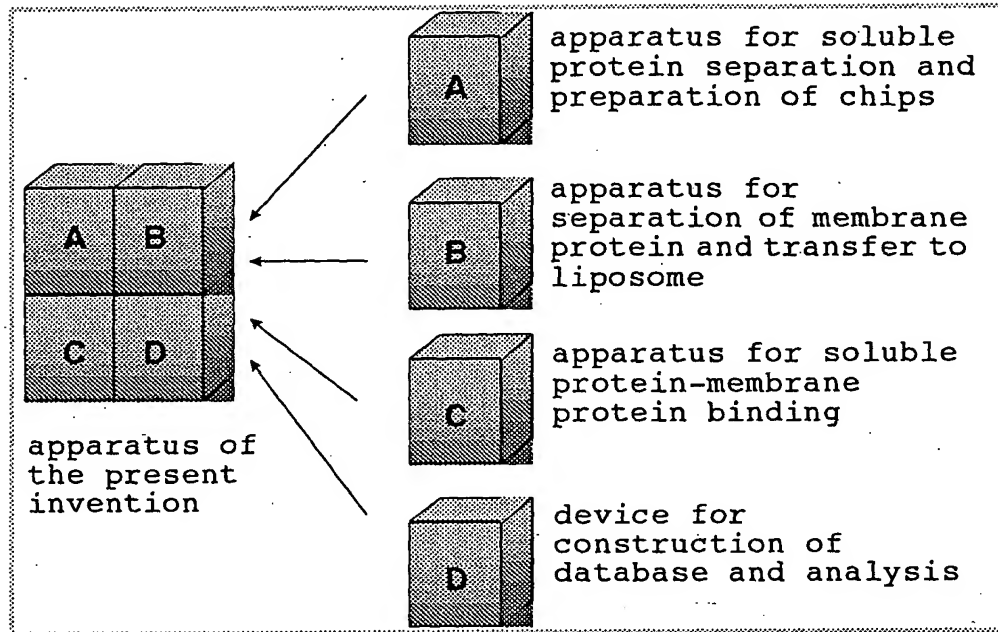 A
apparatus for soluble
protein separation and
preparation of chips
A B
C D
apparatus of
the present
invention
B
apparatus for
separation of membrane
protein and transfer to
liposome
C
apparatus for soluble
protein-membrane
protein binding
D
device for
construction of
database and analysis